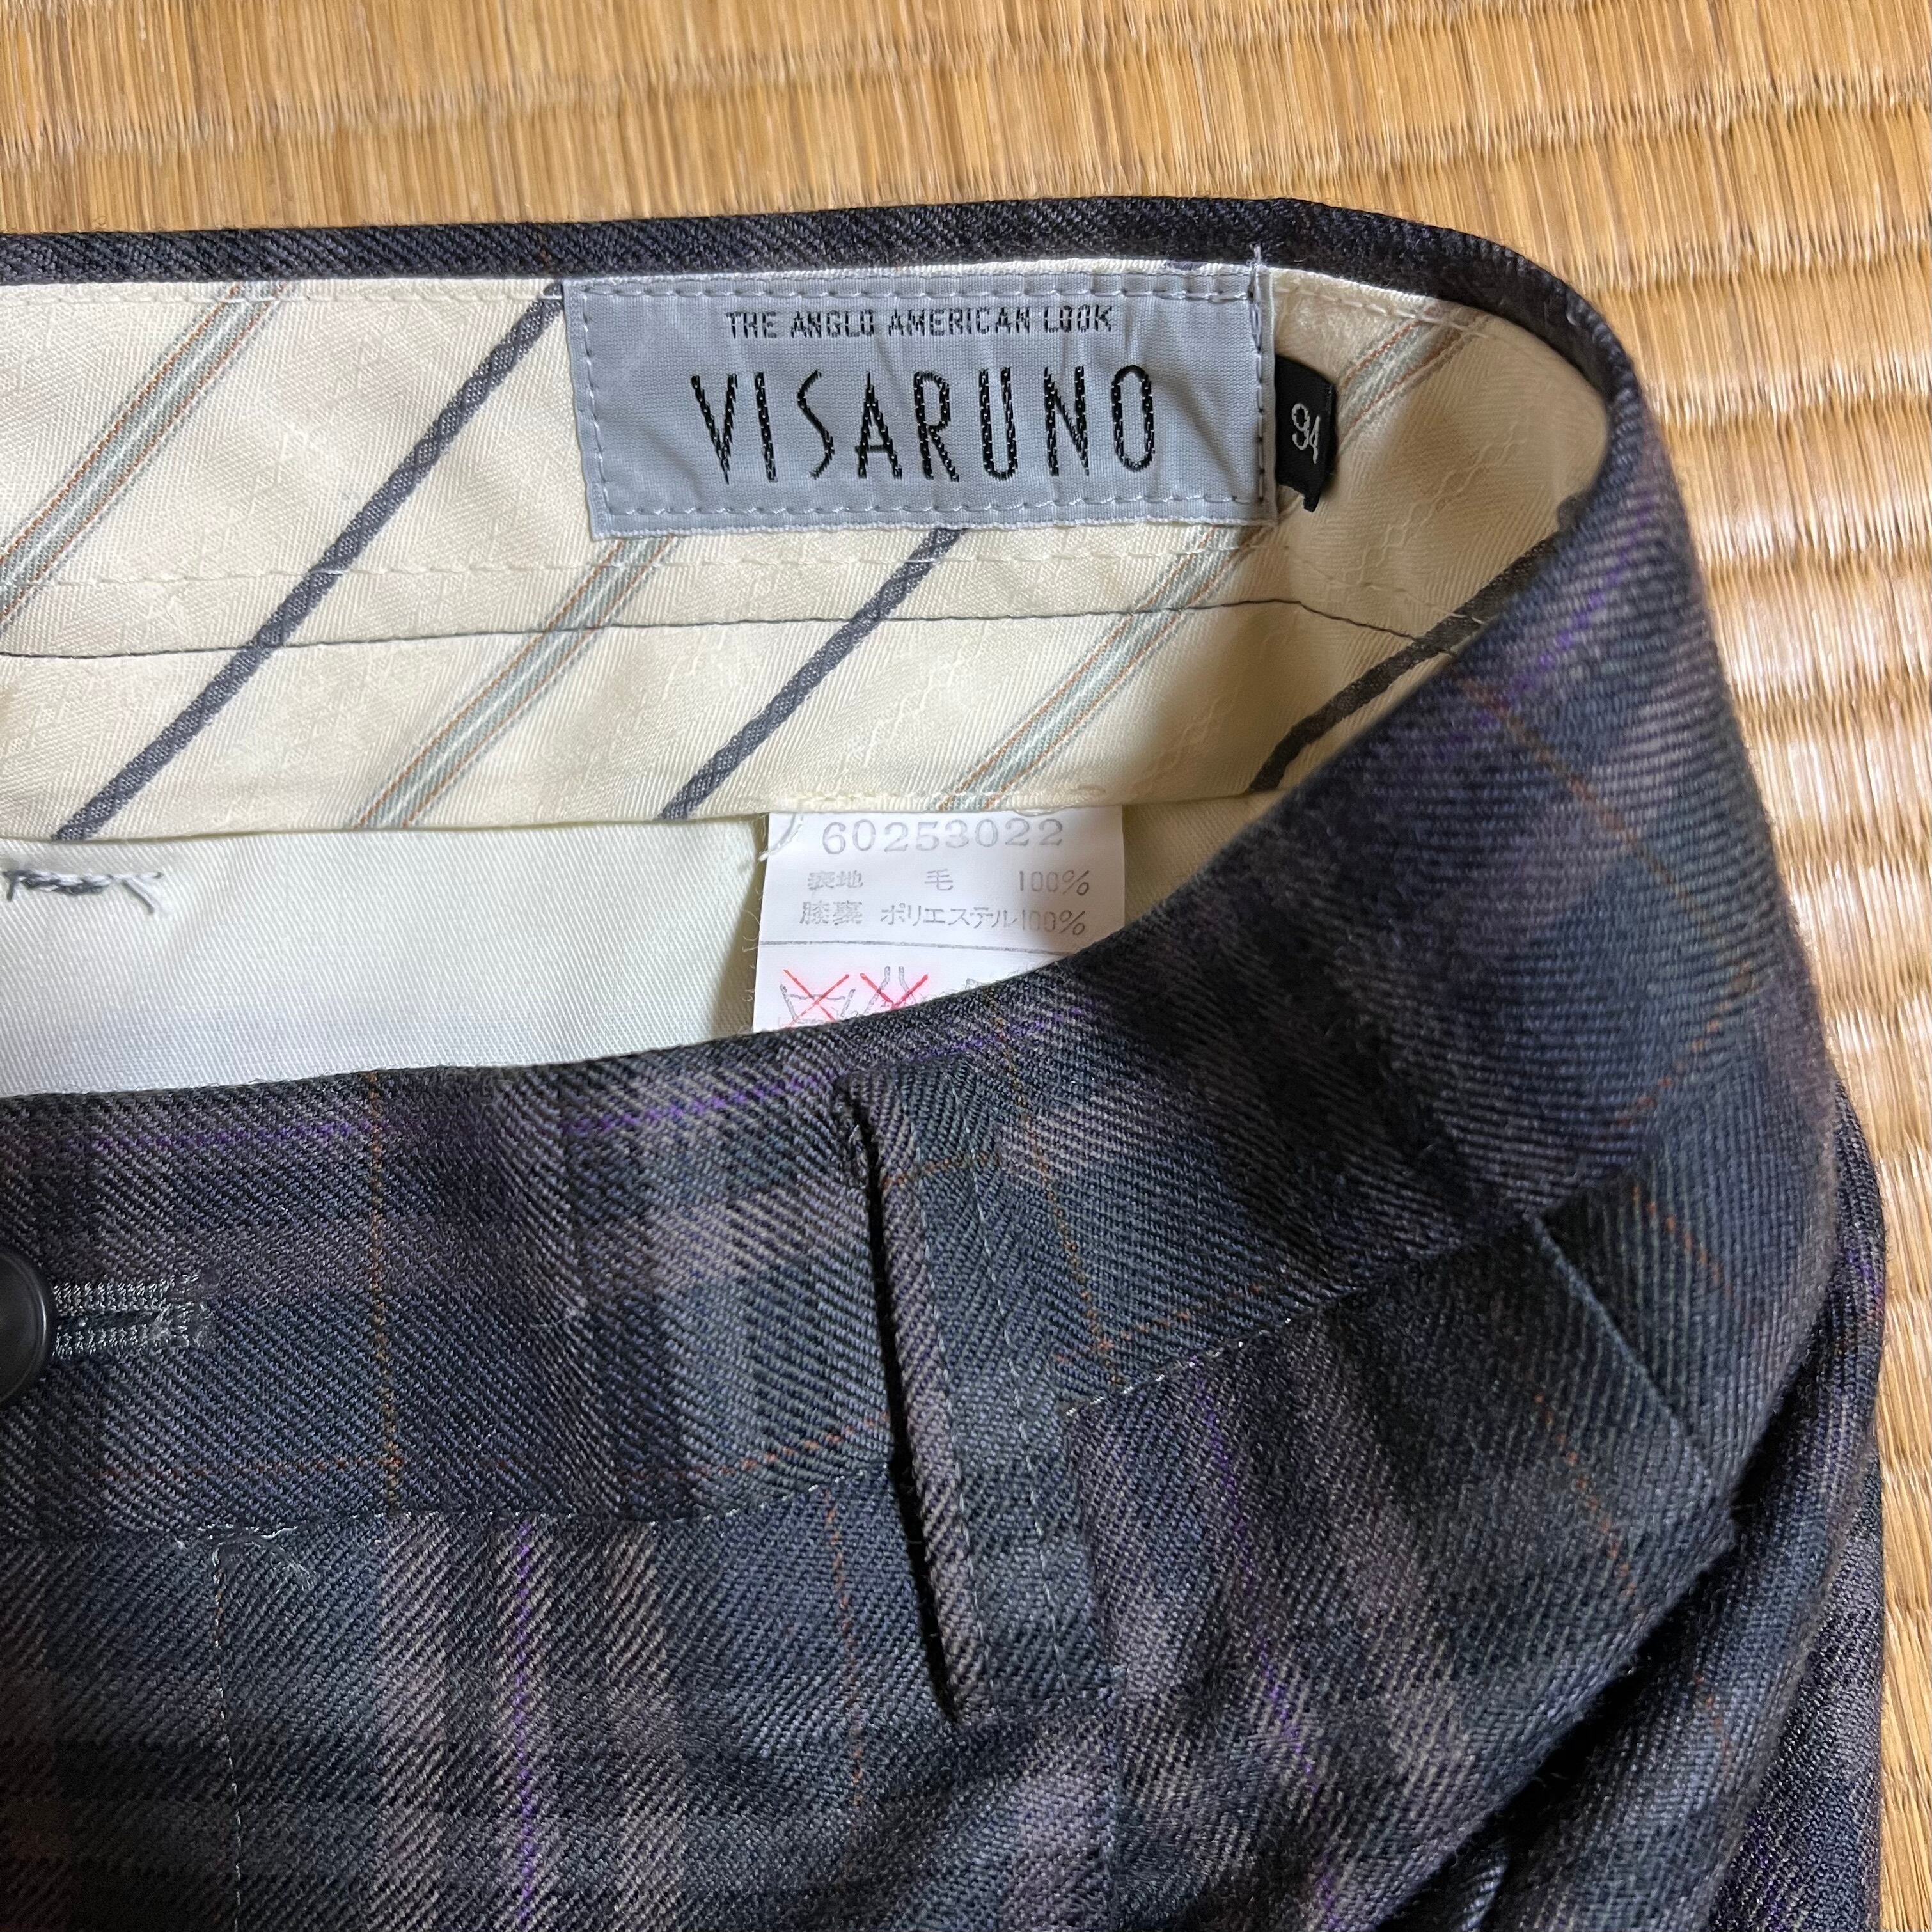 THE ANGLO AMERICAN LOOK
VISARUNO
94
60253022
表地 毛 100%
膝裏 ポリエステル100%